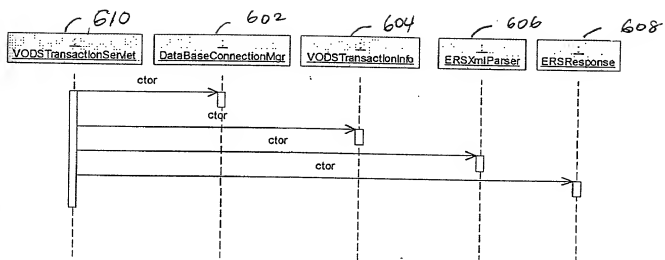 610
602
604
606
608
VODSTransactionServlet
DataBaseConnectionMgr
VODSTransactionInfo
ERSXmlParser
ERSResponse
ctor
ctor
ctor
ctor